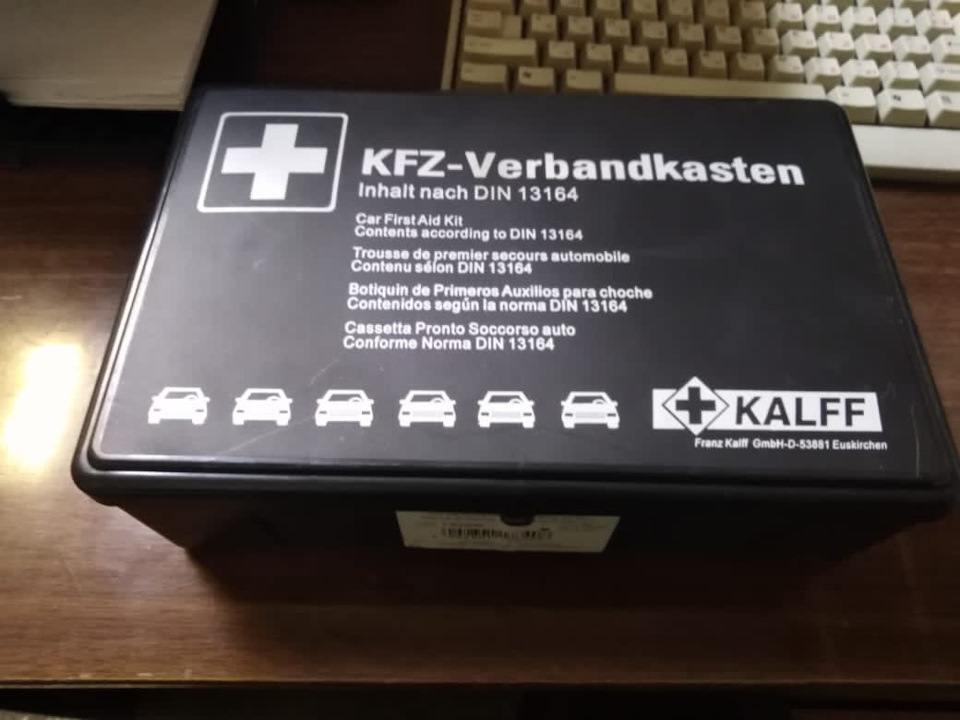 KFZ-Verbandkasten
Inhalt nach DIN 13164
Car First Aid Kit
Contents according to DIN 13164
Trousse de premier secours automobile
Contenu sélon DIN 13164
Botiquin de Primeros Auxilios para choche
Contenidos según la norma DIN 13164
Cassetta Pronto Soccorso auto
Conforme Norma DIN 13164
KALFF
Franz Kalff GmbH-D-53881 Euskirchen